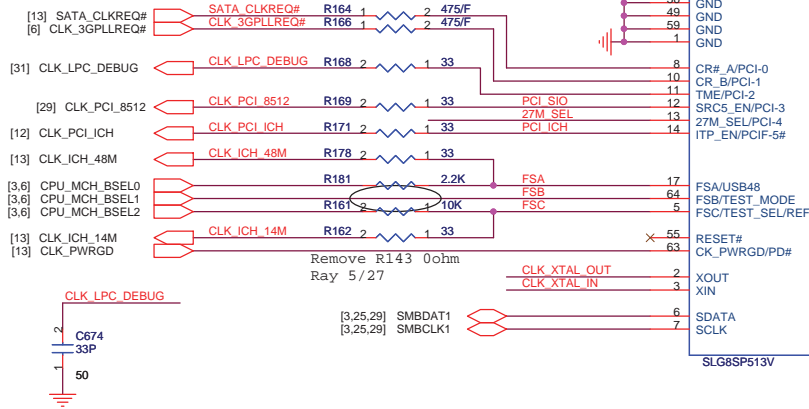 [13] SATA_CLKREQ# SATA_CLKREQ# R164 1 2 475/F
[6] CLK_3GPLLREQ# CLK_3GPLLREQ# R166 1 2 475/F
GND
49 GND
59 GND
1 GND
[31] CLK_LPC_DEBUG CLK_LPC_DEBUG R168 2 1 33
8 CR#_A/PCI-0
10 CR_B/PCI-1
11 TME/PCI-2
[29] CLK_PCI_8512 CLK_PCI_8512 R169 2 1 33 PCI_SIO 12 SRC5_EN/PCI-3
27M_SEL 13 27M_SEL/PCI-4
[12] CLK_PCI_ICH CLK_PCI_ICH R171 2 1 33 PCI_ICH 14 ITP_EN/PCIF-5#
[13] CLK_ICH_48M CLK_ICH_48M R178 2 1 33
[3,6] CPU_MCH_BSEL0 R181 2.2K FSA 17 FSA/USB48
[3,6] CPU_MCH_BSEL1 FSB 64 FSB/TEST_MODE
[3,6] CPU_MCH_BSEL2 R161 2 1 10K FSC 5 FSC/TEST_SEL/REF
[13] CLK_ICH_14M CLK_ICH_14M R162 2 1 33 55 RESET#
[13] CLK_PWRGD 63 CK_PWRGD/PD#
Remove R143 0ohm
Ray 5/27
CLK_XTAL_OUT 2 XOUT
CLK_XTAL_IN 3 XIN
CLK_LPC_DEBUG
[3,25,29] SMBDAT1 6 SDATA
[3,25,29] SMBCLK1 7 SCLK
2
C674
33P
1
50
SLG8SP513V